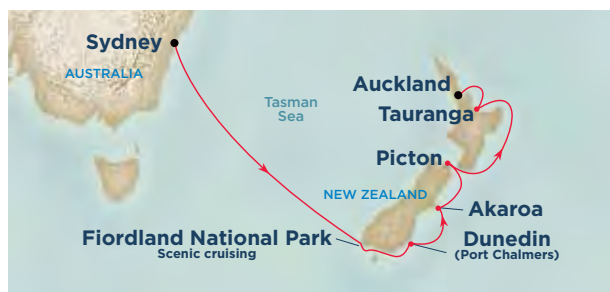 Sydney
AUSTRALIA
Tasman
Sea
Auckland
Tauranga
Picton
NEW ZEALAND
Akaroa
Fiordland National Park
Scenic cruising
Dunedin
(Port Chalmers)